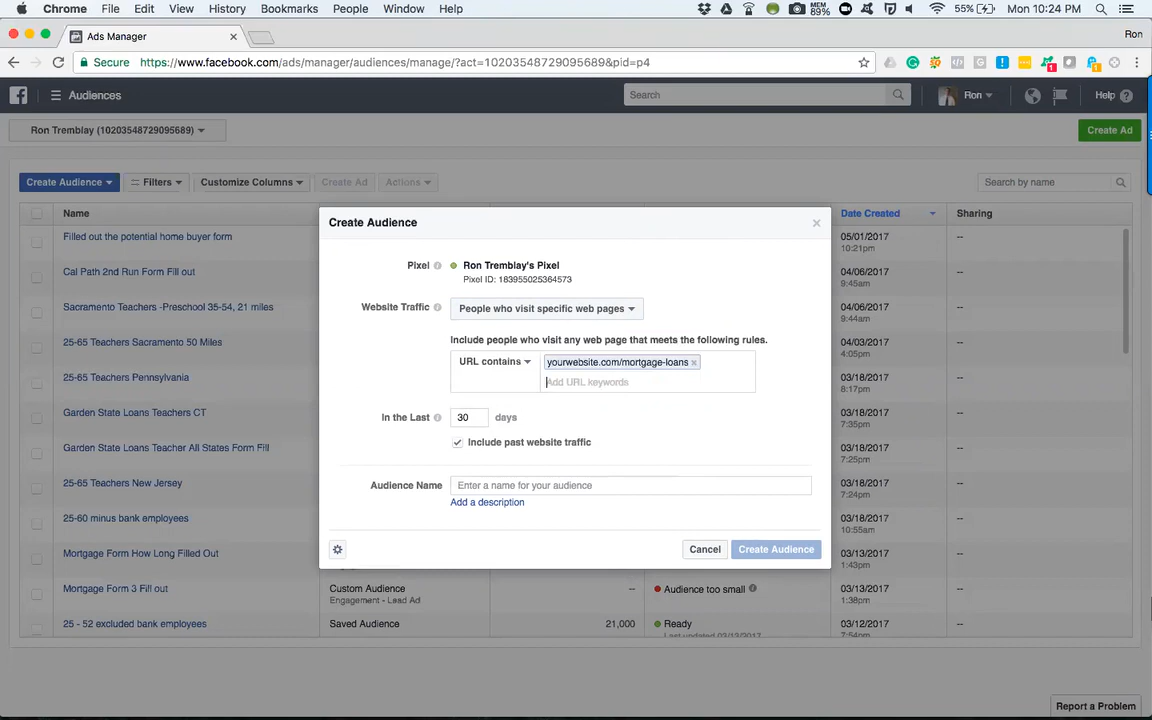 Chrome File Edit View History Bookmarks People Window Help MEM 89% 55% Mon 10:24 PM
Ads Manager × Ron
Secure https://www.facebook.com/ads/manager/audiences/manage/?act=10203548729095689&pid=p4
Audiences Search Ron Help
Ron Tremblay (10203548729095689) Create Ad
Create Audience Filters Customize Columns Create Ad Actions Search by name
Name Date Created Sharing
Filled out the potential home buyer form 05/01/2017 --
10:21pm
Cal Path 2nd Run Form Fill out 04/06/2017 --
9:45am
Sacramento Teachers -Preschool 35-54, 21 miles 04/06/2017 --
9:44am
25-65 Teachers Sacramento 50 Miles 04/03/2017 --
4:05pm
25-65 Teachers Pennsylvania 03/18/2017 --
8:17pm
Garden State Loans Teachers CT 03/18/2017 --
7:35pm
Garden State Loans Teacher All States Form Fill 03/18/2017 --
7:25pm
25-65 Teachers New Jersey 03/18/2017 --
7:24pm
25-60 minus bank employees 03/18/2017 --
10:55am
Mortgage Form How Long Filled Out 03/13/2017 --
1:43pm
Mortgage Form 3 Fill out Custom Audience -- Audience too small 03/13/2017 --
Engagement - Lead Ad 1:38pm
25 - 52 excluded bank employees Saved Audience 21,000 Ready 03/12/2017 --
Last updated 03/13/2017 7:54pm
Create Audience ×
Pixel Ron Tremblay's Pixel
Pixel ID: 183955025364573
Website Traffic People who visit specific web pages
Include people who visit any web page that meets the following rules.
URL contains yourwebsite.com/mortgage-loans ×
Add URL keywords
In the Last 30 days
Include past website traffic
Audience Name Enter a name for your audience
Add a description
Cancel Create Audience
Report a Problem